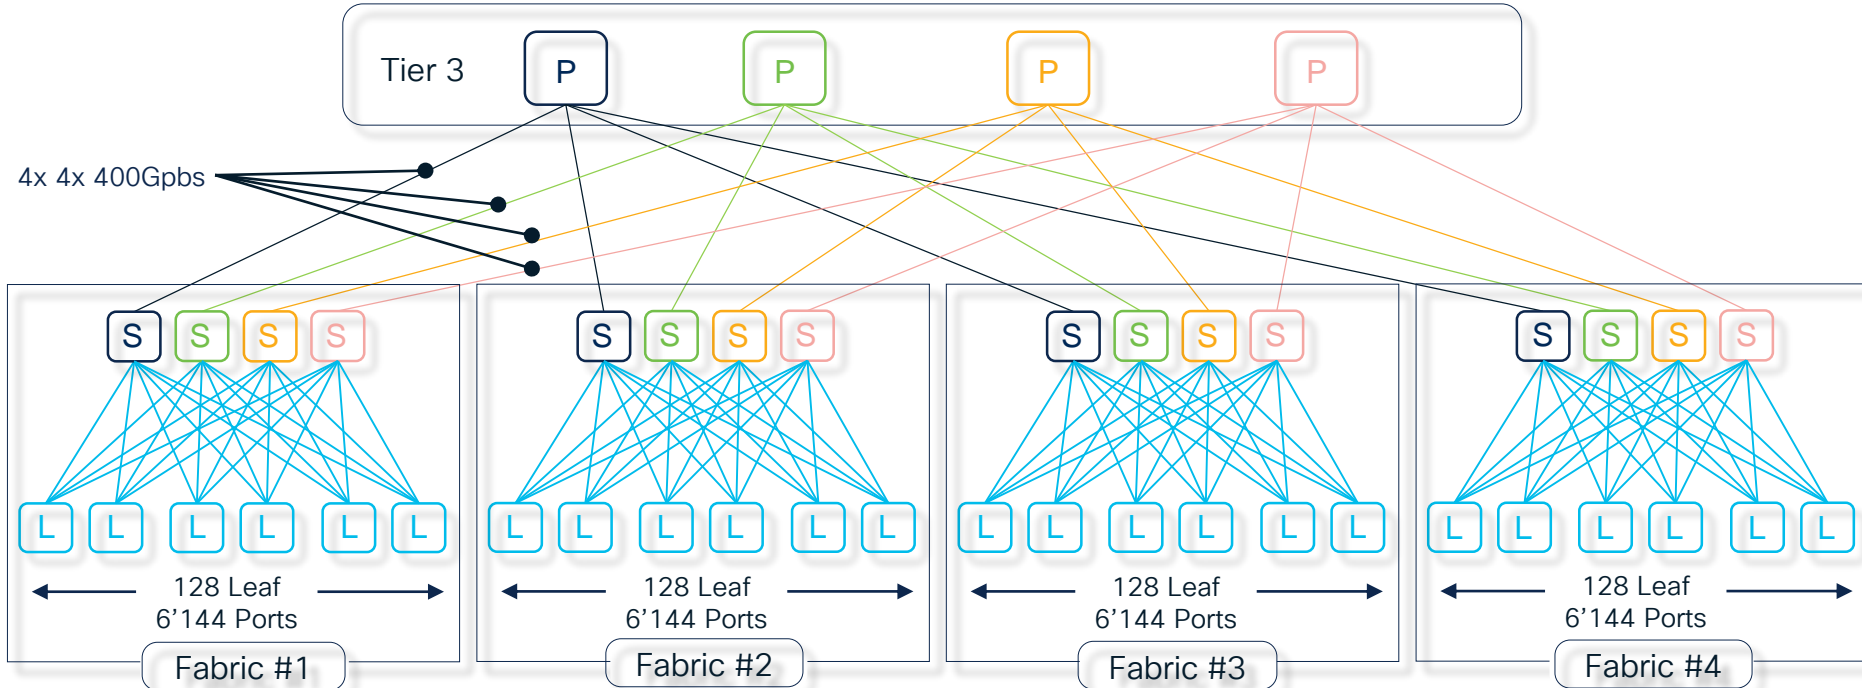 Tier 3
P
P
P
P
4x 4x 400Gpbs
S S S S
S S S S
S S S S
S S S S
L L L L L L
L L L L L L
L L L L L L
L L L L L L
128 Leaf
6’144 Ports
128 Leaf
6’144 Ports
128 Leaf
6’144 Ports
128 Leaf
6’144 Ports
Fabric #1
Fabric #2
Fabric #3
Fabric #4